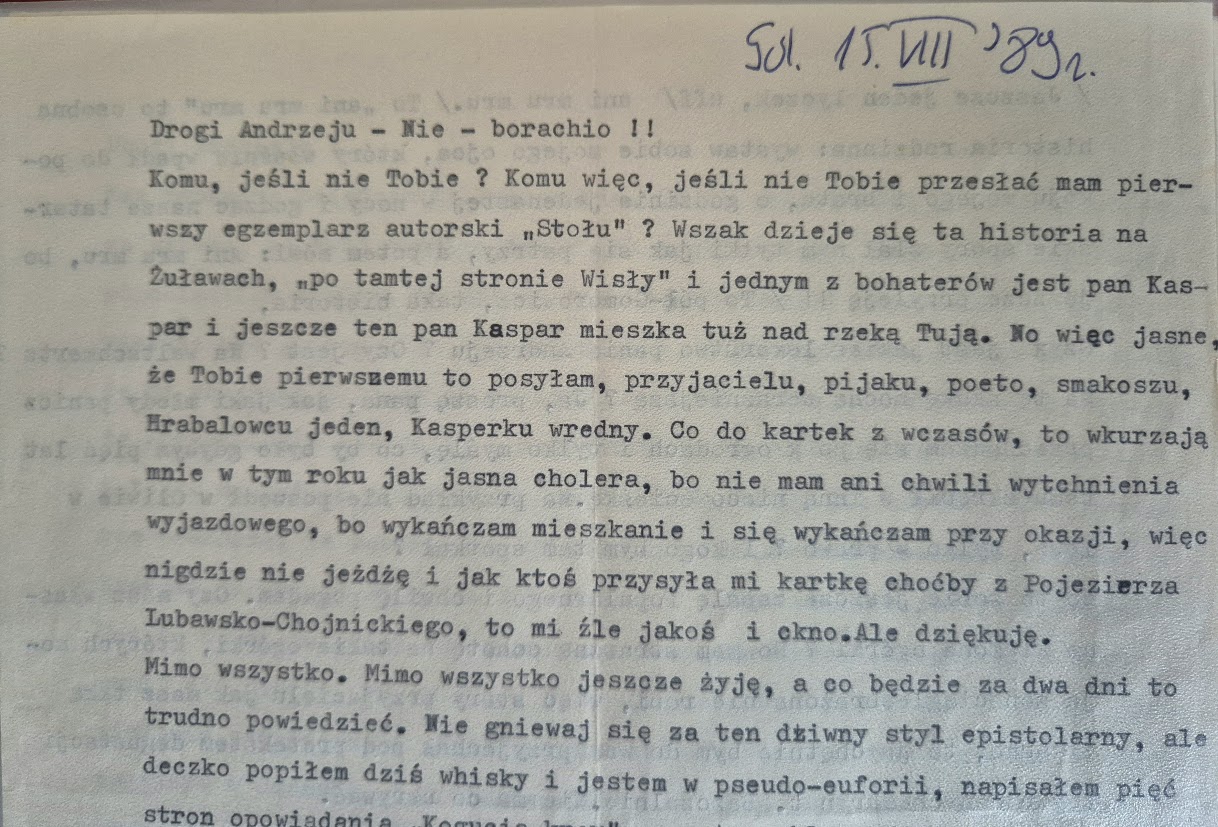 Gd. 15. VIII '89 r.
Drogi Andrzeju - Nie - borachio !!
Komu, jeśli nie Tobie ? Komu więc, jeśli nie Tobie przesłać mam pier-
wszy egzemplarz autorski „Stołu" ? Wszak dzieje się ta historia na
Żuławach, „po tamtej stronie Wisły" i jednym z bohaterów jest pan Kas-
par i jeszcze ten pan Kaspar mieszka tuż nad rzeką Tują. No więc jasne,
że Tobie pierwszemu to posyłam, przyjacielu, pijaku, poeto, smakoszu,
Hrabalowcu jeden, Kasperku wredny. Co do kartek z wczasów, to wkurzają
mnie w tym roku jak jasna cholera, bo nie mam ani chwili wytchnienia
wyjazdowego, bo wykańczam mieszkanie i się wykańczam przy okazji, więc
nigdzie nie jeżdżę i jak ktoś przysyła mi kartkę choćby z Pojezierza
Lubawsko-Chojnickiego, to mi źle jakoś i okno.Ale dziękuję.
Mimo wszystko. Mimo wszystko jeszcze żyję, a co będzie za dwa dni to
trudno powiedzieć. Nie gniewaj się za ten dźiwny styl epistolarny, ale
deczko popiłem dziś whisky i jestem w pseudo-euforii, napisałem pięć
stron opowiadania